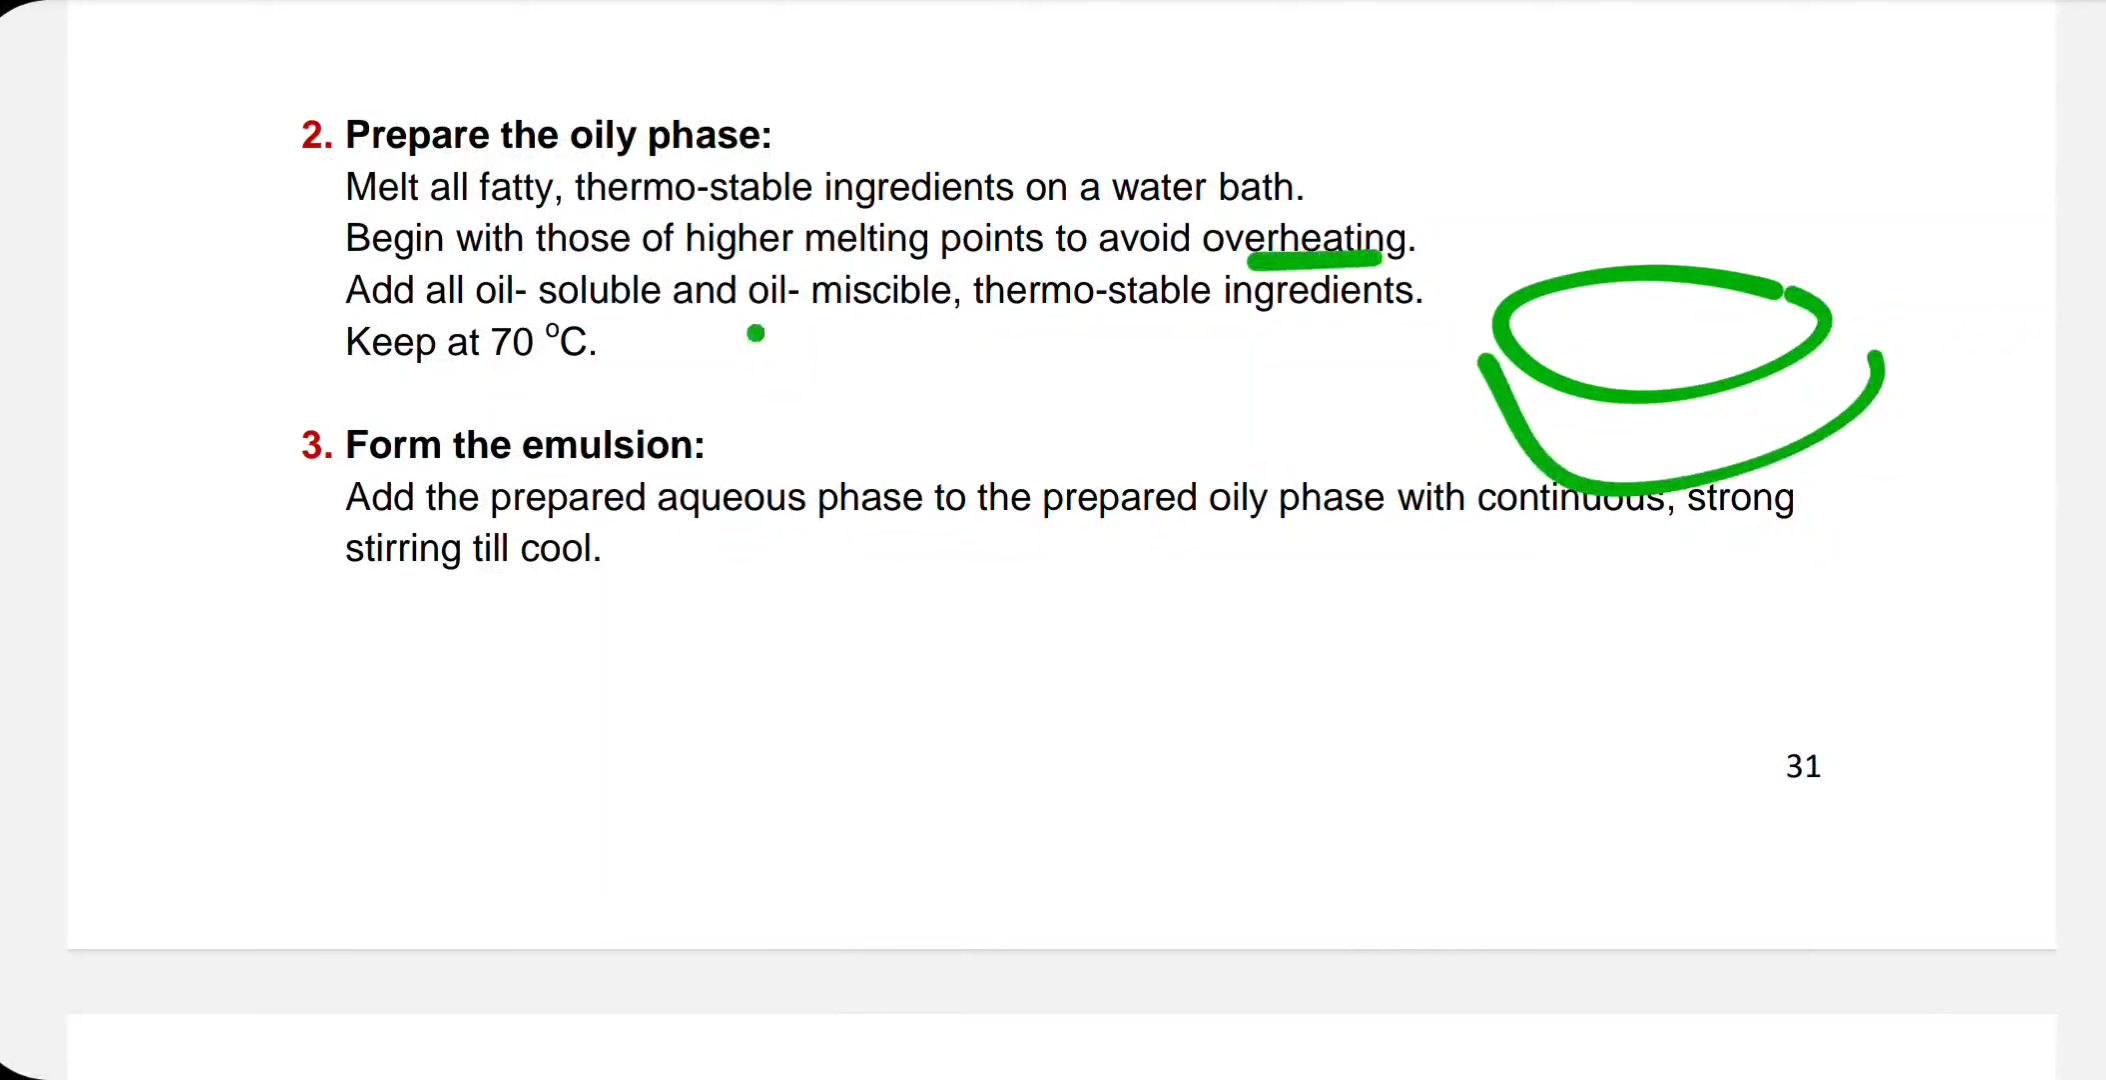 2. Prepare the oily phase:
Melt all fatty, thermo-stable ingredients on a water bath.
Begin with those of higher melting points to avoid overheating.
Add all oil- soluble and oil- miscible, thermo-stable ingredients.
Keep at 70 ⁰C.
3. Form the emulsion:
Add the prepared aqueous phase to the prepared oily phase with continuous, strong
stirring till cool.
31